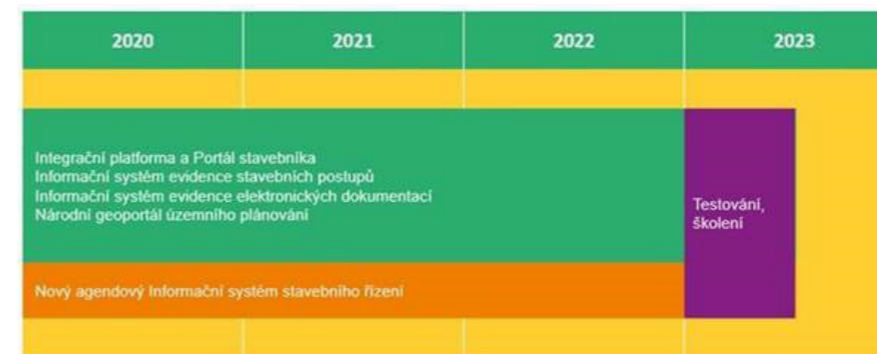 2020 2021 2022 2023
Integrační platforma a Portál stavebníka
Informační systém evidence stavebních postupů
Informační systém evidence elektronických dokumentací
Národní geoportál územního plánování
Testování,
školení
Nový agendový Informační systém stavebního řízení